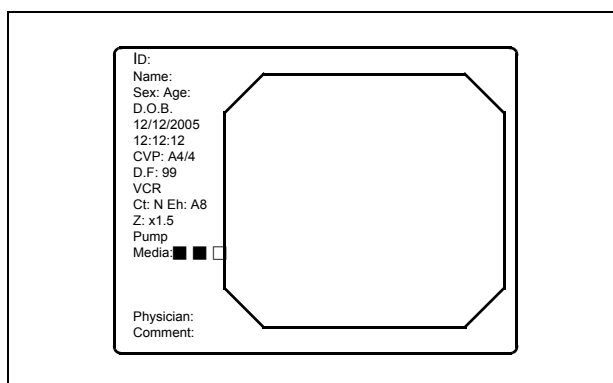 ID:
Name:
Sex: Age:
D.O.B.
12/12/2005
12:12:12
CVP: A4/4
D.F: 99
VCR
Ct: N Eh: A8
Z: x1.5
Pump
Media:■ ■ □
Physician:
Comment: